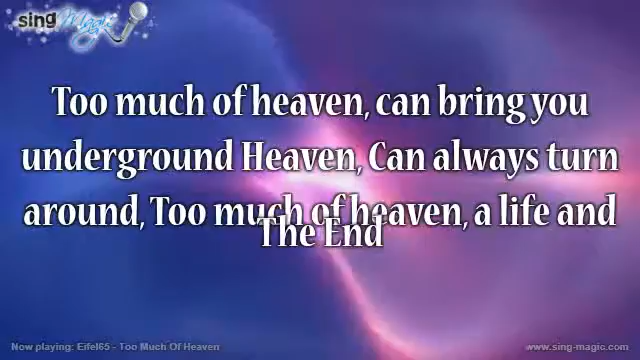 sing Magic
Too much of heaven, can bring you
underground Heaven, Can always turn
around, Too much of heaven, a life and
The End
Now playing: Eifel65 - Too Much Of Heaven
www.sing-magic.com